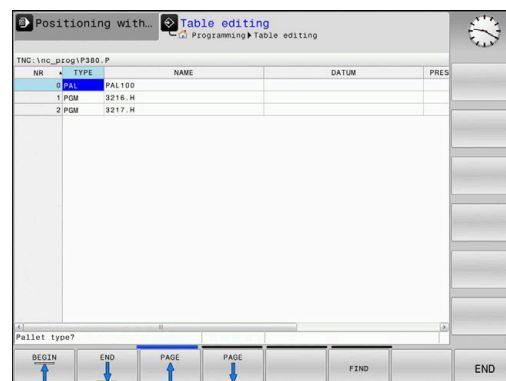 Positioning with… Table editing
Programming ▸ Table editing
TNC:\nc_prog\P380.P
NR TYPE NAME DATUM PRES
0 PAL PAL100
1 PGM 3216.H
2 PGM 3217.H
Pallet type?
BEGIN END PAGE PAGE FIND END